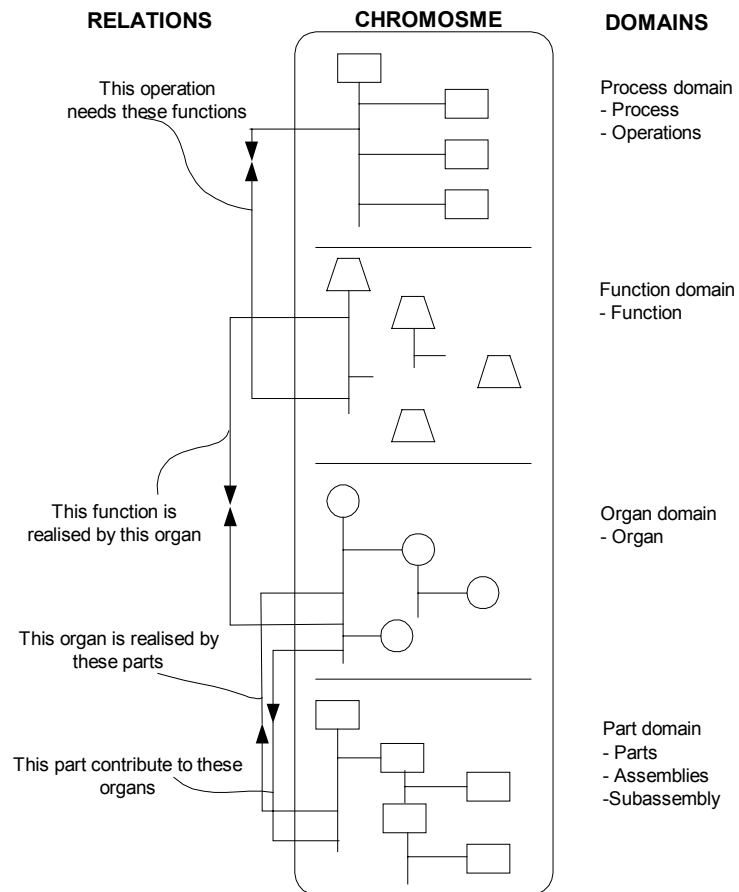 RELATIONS
CHROMOSME
DOMAINS
This operation
needs these functions
Process domain
- Process
- Operations
Function domain
- Function
This function is
realised by this organ
Organ domain
- Organ
This organ is realised by
these parts
This part contribute to these
organs
Part domain
- Parts
- Assemblies
-Subassembly